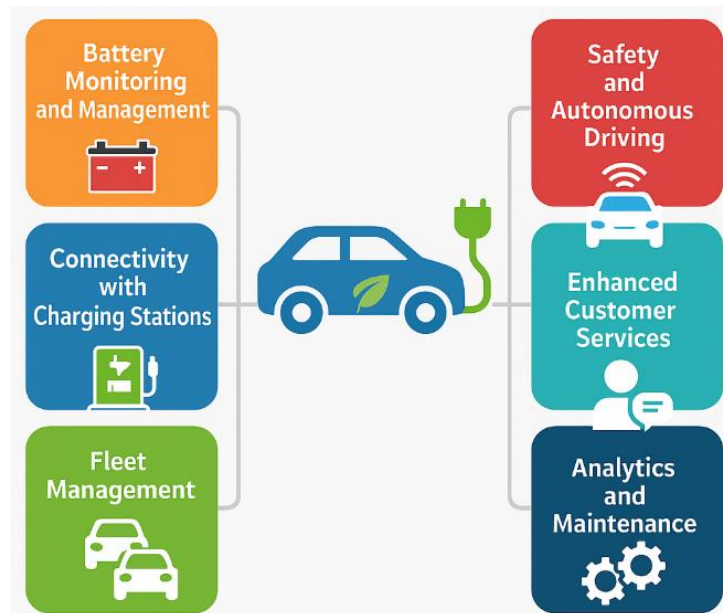 Battery
Monitoring
and Management
Connectivity
with
Charging Stations
Fleet
Management
Safety
and
Autonomous
Driving
Enhanced
Customer
Services
Analytics
and
Maintenance